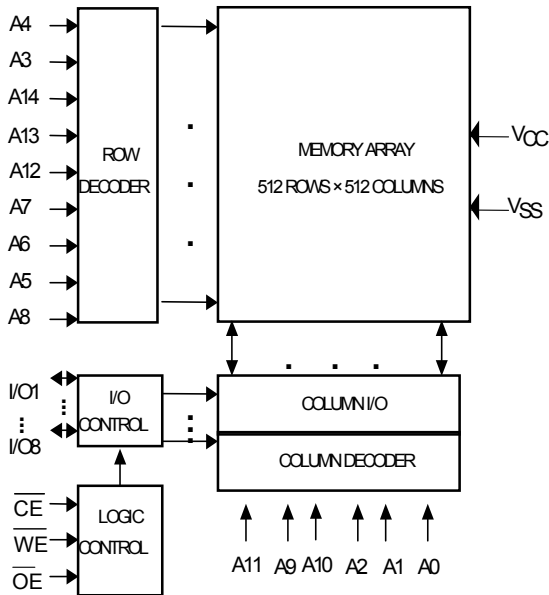 A4
A3
A14
A13
A12
A7
A6
A5
A8
ROW
DECODER
MEMORY ARRAY
512 ROWS × 512 COLUMNS
VCC
VSS
I/O1
I/O8
I/O
CONTROL
COLUMN I/O
COLUMN DECODER
CE
WE
OE
LOGIC
CONTROL
A11 A9 A10 A2 A1 A0